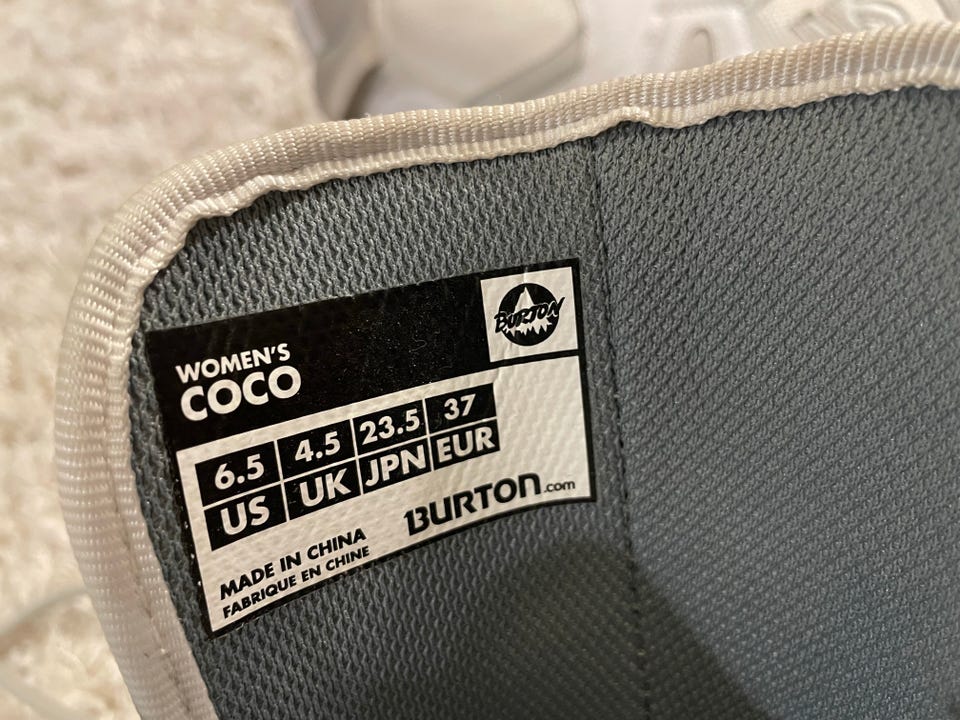 BURTON
WOMEN'S
COCO
6.5 4.5 23.5 37
US UK JPN EUR
BURTON.com
MADE IN CHINA
FABRIQUE EN CHINE